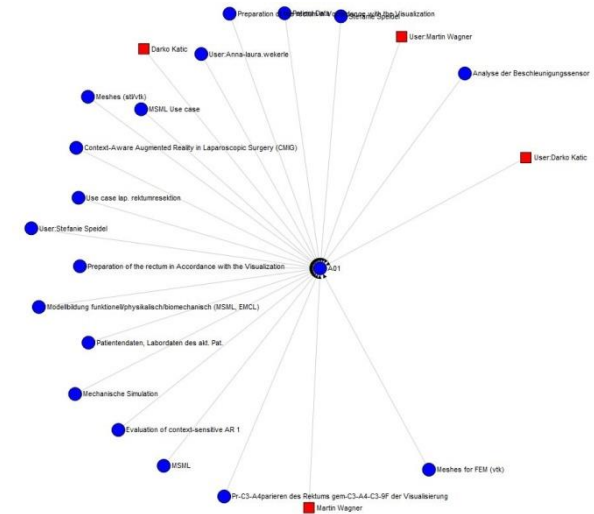 Preparation
Patient Data
Visualization
Stefanie Speidel
User:Martin Wagner
Darko Katic
User:Anna-laura.wekerle
Analyse der Beschleunigungssensor
Meshes (stl/vtk)
MSML Use case
Context-Aware Augmented Reality in Laparoscopic Surgery (CMIG)
User:Darko Katic
Use case lap. rektumresektion
User:Stefanie Speidel
Preparation of the rectum in Accordance with the Visualization
A01
Modellbildung funktionell/physikalisch/biomechanisch (MSML, EMCL)
Patientendaten, Labordaten des akt. Pat.
Mechanische Simulation
Evaluation of context-sensitive AR 1
MSML
Meshes for FEM (vtk)
Pr-C3-A4parieren des Rektums gem-C3-A4-C3-9F der Visualisierung
Martin Wagner